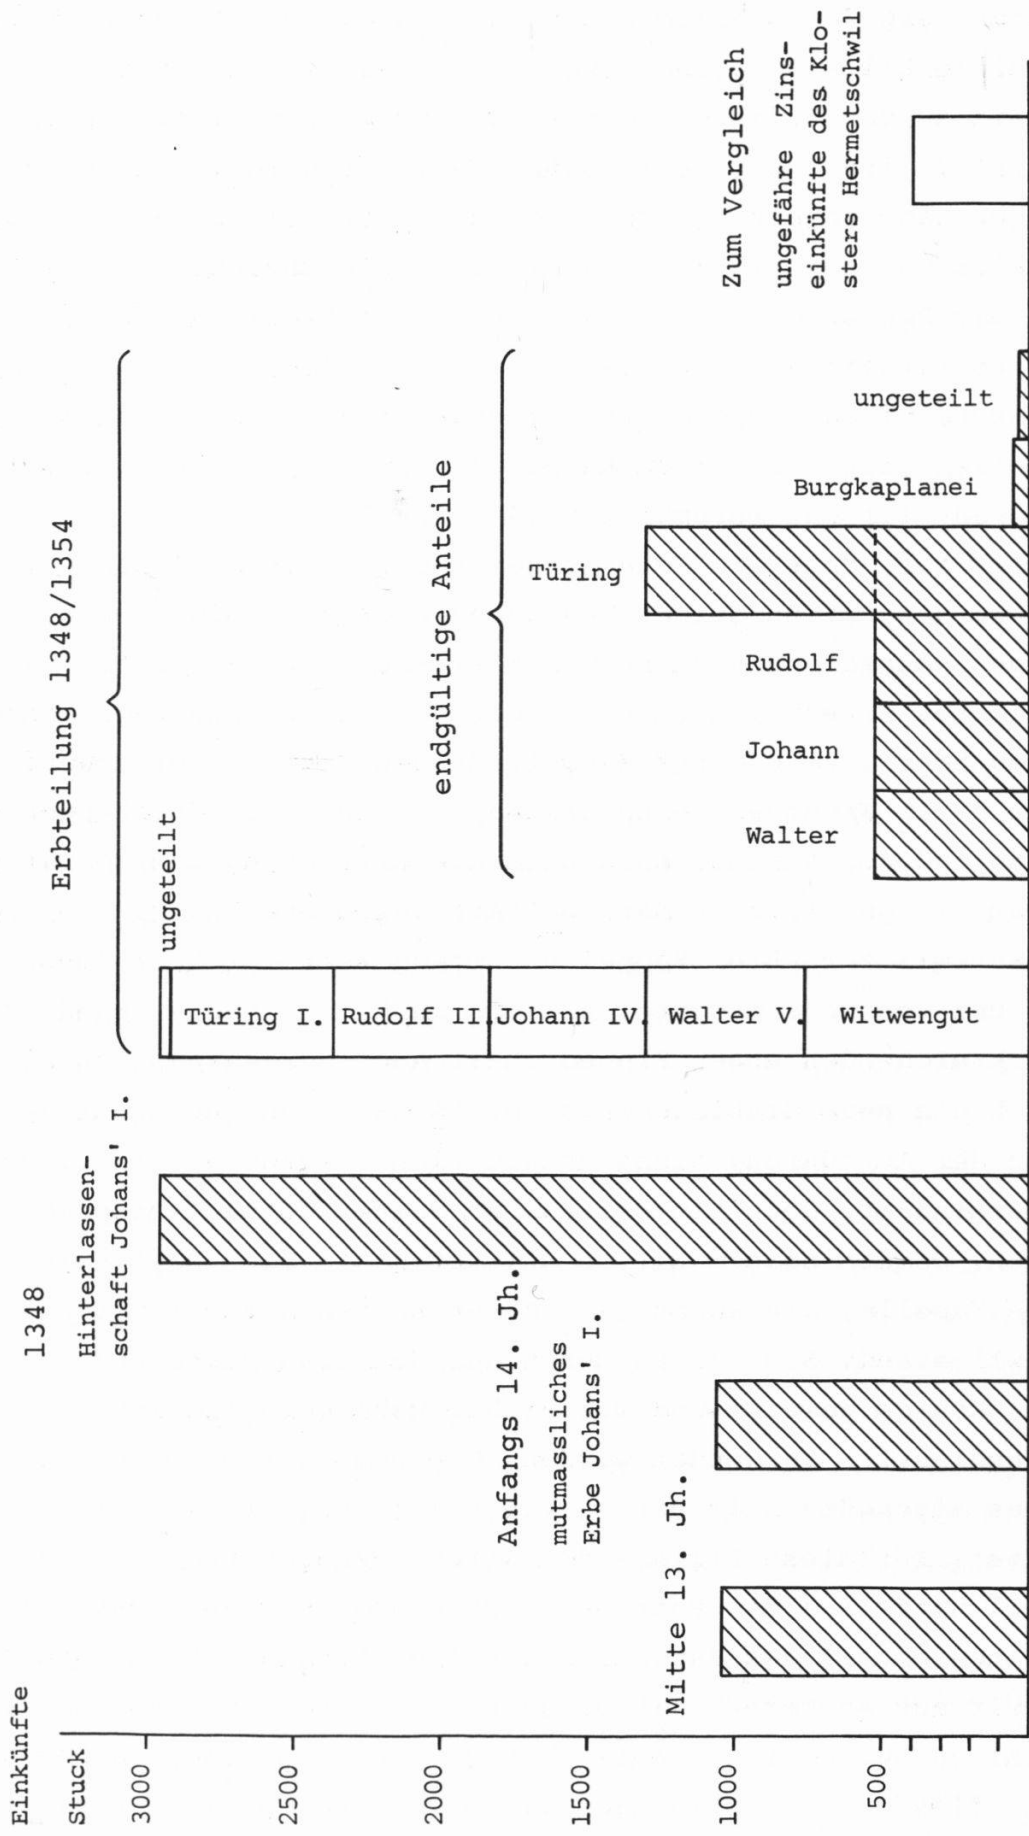 Einkünfte
Stuck
3000
2500
2000
1500
1000
500
Mitte 13. Jh.
Anfangs 14. Jh.
mutmassliches
Erbe Johans' I.
1348
Hinterlassen-
schaft Johans' I.
Erbteilung 1348/1354
ungeteilt
Türing I.
Rudolf II.
Johann IV.
Walter V.
Witwengut
endgültige Anteile
Walter
Johann
Rudolf
Türing
Burgkaplanei
ungeteilt
Zum Vergleich
ungefähre Zins-
einkünfte des Klo-
sters Hermetschwil